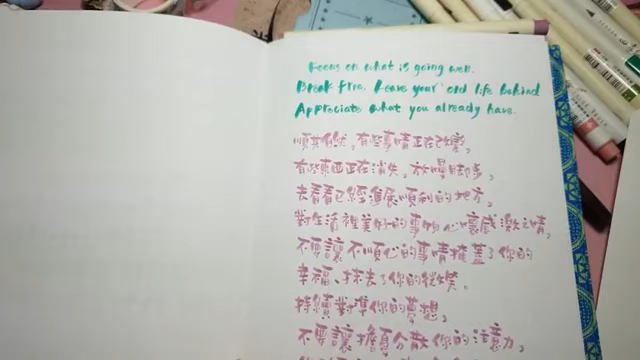 Focus on what is going well.
Break free. Leave your old life behind
Appreciate what you already have.
順其自然，有些事情正在改變，
有些東西正在消失，放慢腳步，
去看看已經進展順利的地方，
對生活裡美好的事物心懷感激之情，
不要讓不順心的事情掩蓋了你的
幸福、抹去了你的燦爛。
持續對準你的夢想，
不要讓擔憂分散你的注意力，